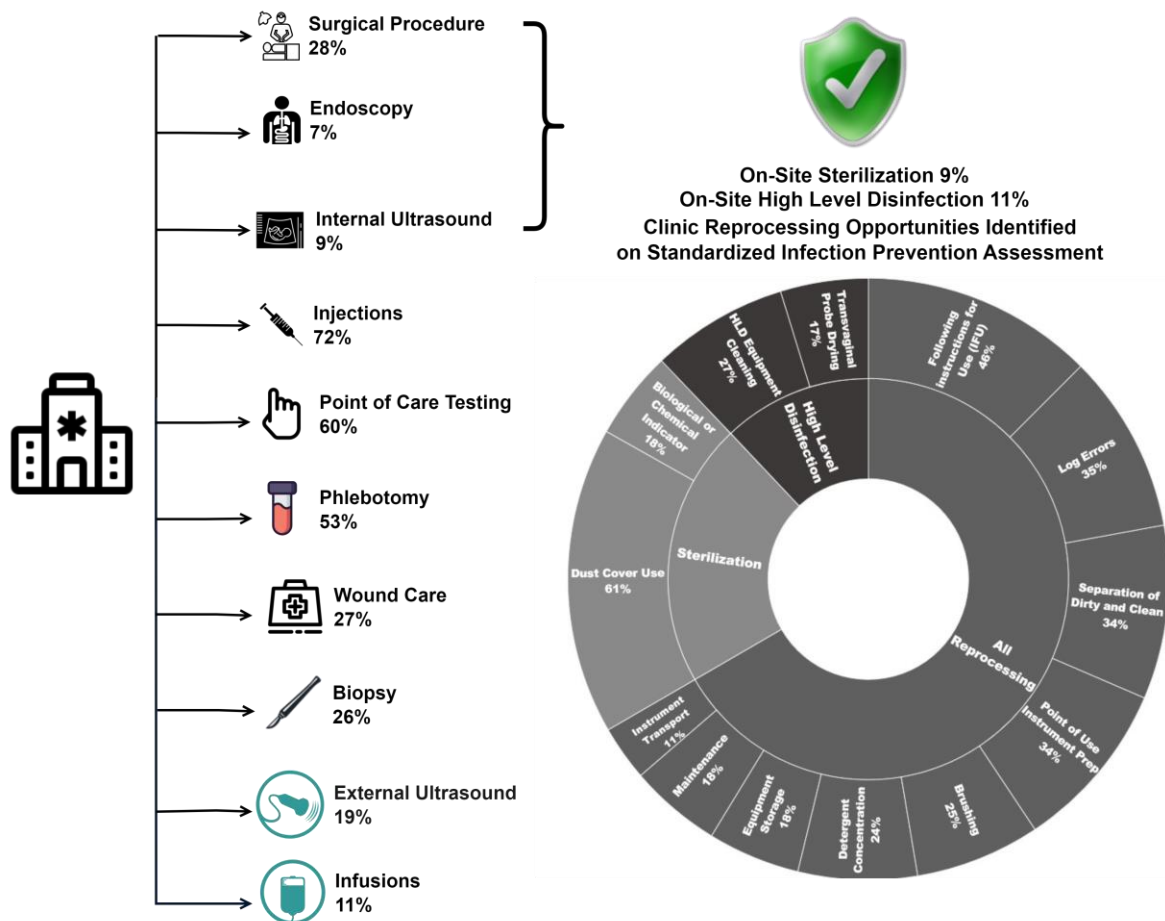 Surgical Procedure
28%
Endoscopy
7%
Internal Ultrasound
9%
Injections
72%
Point of Care Testing
60%
Phlebotomy
53%
Wound Care
27%
Biopsy
26%
External Ultrasound
19%
Infusions
11%
On-Site Sterilization 9%
On-Site High Level Disinfection 11%
Clinic Reprocessing Opportunities Identified
on Standardized Infection Prevention Assessment
Following
Instructions for
Use (IFU)
46%
Log Errors
35%
Separation of
Dirty and Clean
34%
Point of Use
Instrument Prep
34%
Brushing
25%
Detergent
Concentration
24%
Equipment
Storage
18%
Maintenance
18%
Instrument
Transport
11%
All
Reprocessing
Dust Cover Use
61%
Biological or
Chemical
Indicator
18%
Sterilization
HLD Equipment
Cleaning
27%
Transvaginal
Probe Drying
17%
High Level
Disinfection